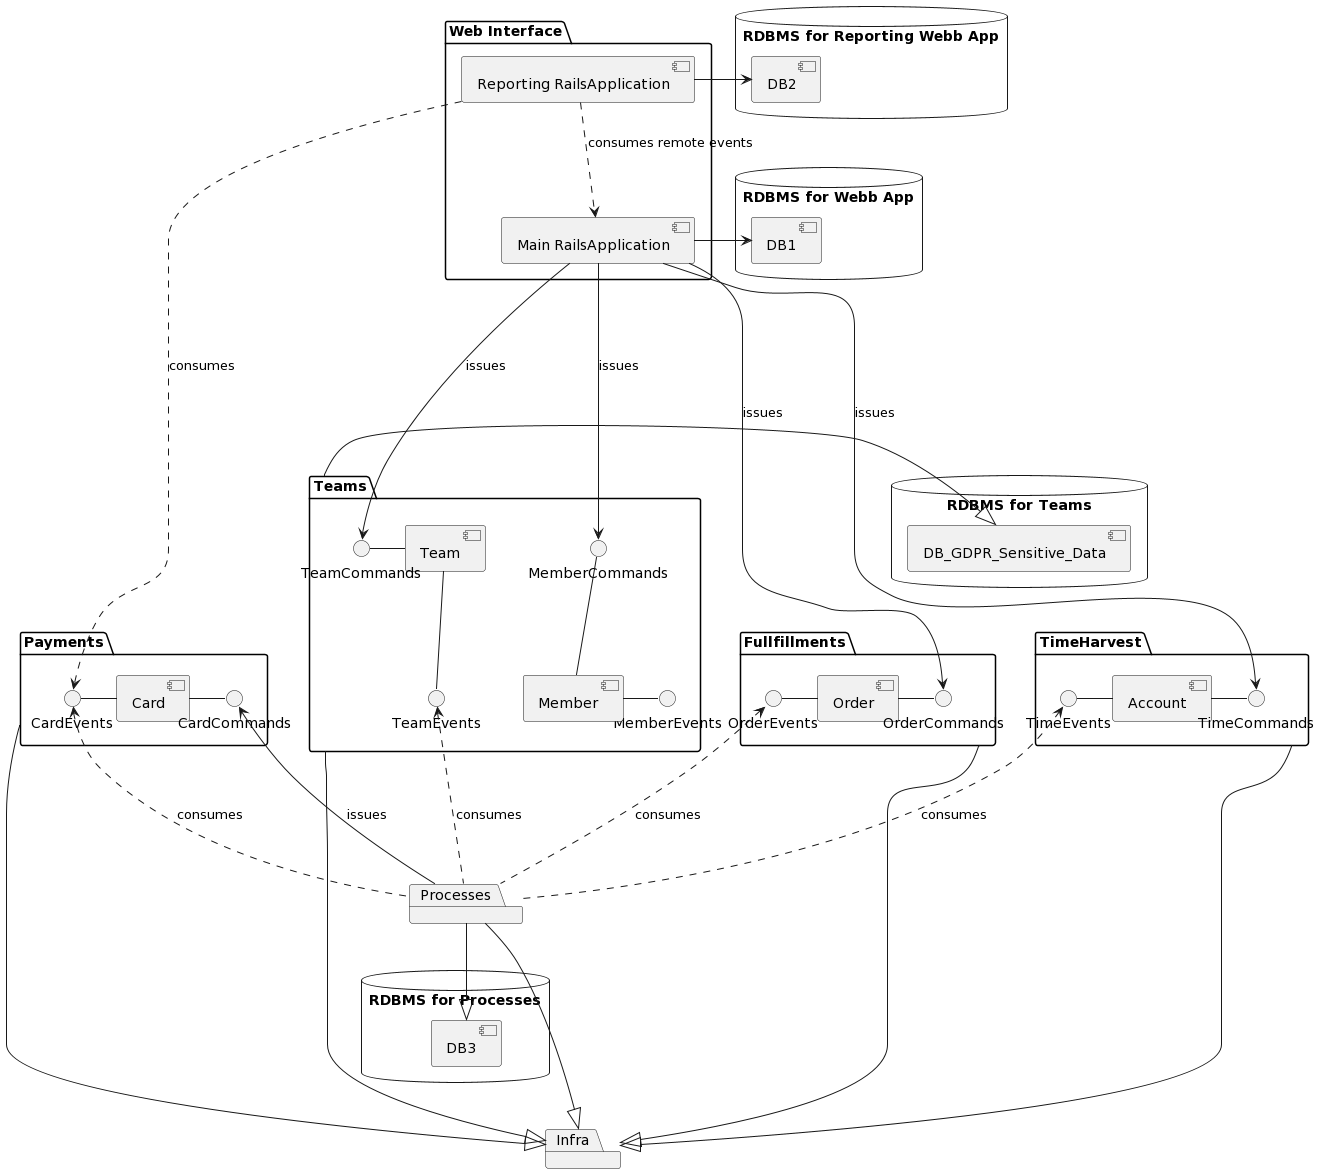 Web Interface
RDBMS for Reporting Webb App
Reporting RailsApplication
DB2
consumes remote events
RDBMS for Webb App
Main RailsApplication
DB1
consumes
issues
issues
issues
issues
Teams
RDBMS for Teams
Team
DB_GDPR_Sensitive_Data
TeamCommands
MemberCommands
Payments
Fullfillments
TimeHarvest
Card
Member
Order
Account
CardEvents
CardCommands
TeamEvents
MemberEvents
OrderEvents
OrderCommands
TimeEvents
TimeCommands
consumes
issues
consumes
consumes
consumes
Processes
RDBMS for Processes
DB3
Infra